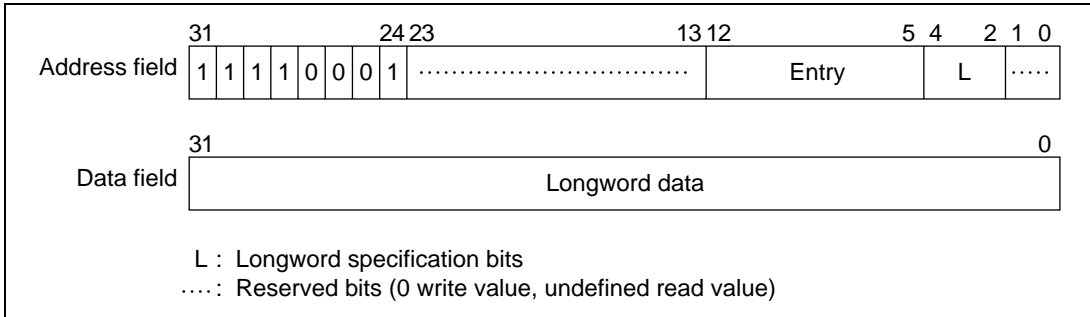 31 24 23 13 12 5 4 2 1 0
Address field 1 1 1 1 0 0 0 1 ................................ Entry L .....
31 0
Data field Longword data
L : Longword specification bits
.... : Reserved bits (0 write value, undefined read value)